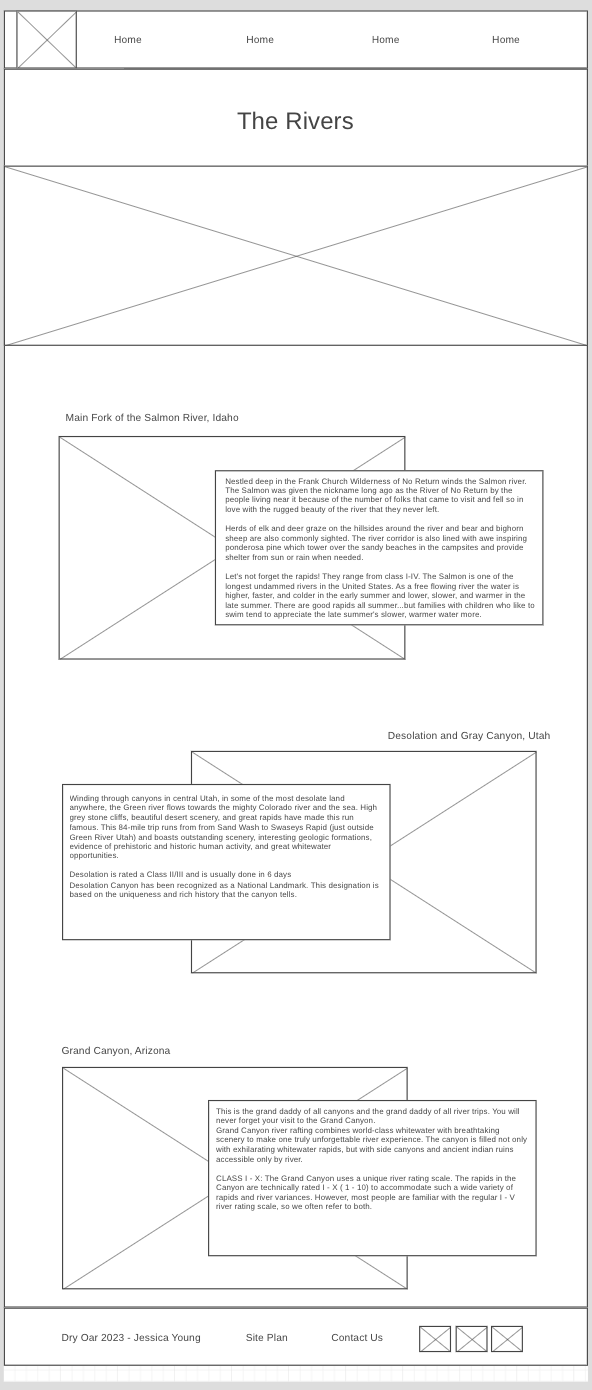 Home Home Home Home
The Rivers
Main Fork of the Salmon River, Idaho
Nestled deep in the Frank Church Wilderness of No Return winds the Salmon river.
The Salmon was given the nickname long ago as the River of No Return by the
people living near it because of the number of folks that came to visit and fell so in
love with the rugged beauty of the river that they never left.
Herds of elk and deer graze on the hillsides around the river and bear and bighorn
sheep are also commonly sighted. The river corridor is also lined with awe inspiring
ponderosa pine which tower over the sandy beaches in the campsites and provide
shelter from sun or rain when needed.
Let's not forget the rapids! They range from class I-IV. The Salmon is one of the
longest undammed rivers in the United States. As a free flowing river the water is
higher, faster, and colder in the early summer and lower, slower, and warmer in the
late summer. There are good rapids all summer...but families with children who like to
swim tend to appreciate the late summer's slower, warmer water more.
Desolation and Gray Canyon, Utah
Winding through canyons in central Utah, in some of the most desolate land
anywhere, the Green river flows towards the mighty Colorado river and the sea. High
grey stone cliffs, beautiful desert scenery, and great rapids have made this run
famous. This 84-mile trip runs from from Sand Wash to Swaseys Rapid (just outside
Green River Utah) and boasts outstanding scenery, interesting geologic formations,
evidence of prehistoric and historic human activity, and great whitewater
opportunities.
Desolation is rated a Class II/III and is usually done in 6 days
Desolation Canyon has been recognized as a National Landmark. This designation is
based on the uniqueness and rich history that the canyon tells.
Grand Canyon, Arizona
This is the grand daddy of all canyons and the grand daddy of all river trips. You will
never forget your visit to the Grand Canyon.
Grand Canyon river rafting combines world-class whitewater with breathtaking
scenery to make one truly unforgettable river experience. The canyon is filled not only
with exhilarating whitewater rapids, but with side canyons and ancient indian ruins
accessible only by river.
CLASS I - X: The Grand Canyon uses a unique river rating scale. The rapids in the
Canyon are technically rated I - X ( 1 - 10) to accommodate such a wide variety of
rapids and river variances. However, most people are familiar with the regular I - V
river rating scale, so we often refer to both.
Dry Oar 2023 - Jessica Young Site Plan Contact Us